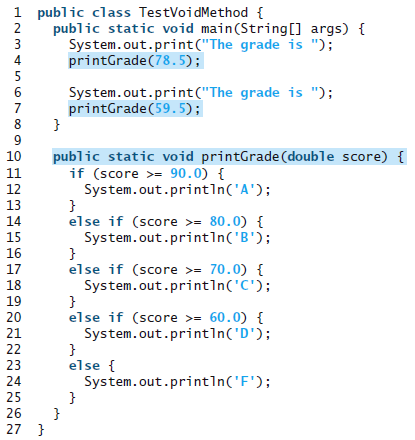 1 public class TestVoidMethod {
2   public static void main(String[] args) {
3     System.out.print("The grade is ");
4     printGrade(78.5);
5
6     System.out.print("The grade is ");
7     printGrade(59.5);
8   }
9
10   public static void printGrade(double score) {
11     if (score >= 90.0) {
12       System.out.println('A');
13     }
14     else if (score >= 80.0) {
15       System.out.println('B');
16     }
17     else if (score >= 70.0) {
18       System.out.println('C');
19     }
20     else if (score >= 60.0) {
21       System.out.println('D');
22     }
23     else {
24       System.out.println('F');
25     }
26   }
27 }